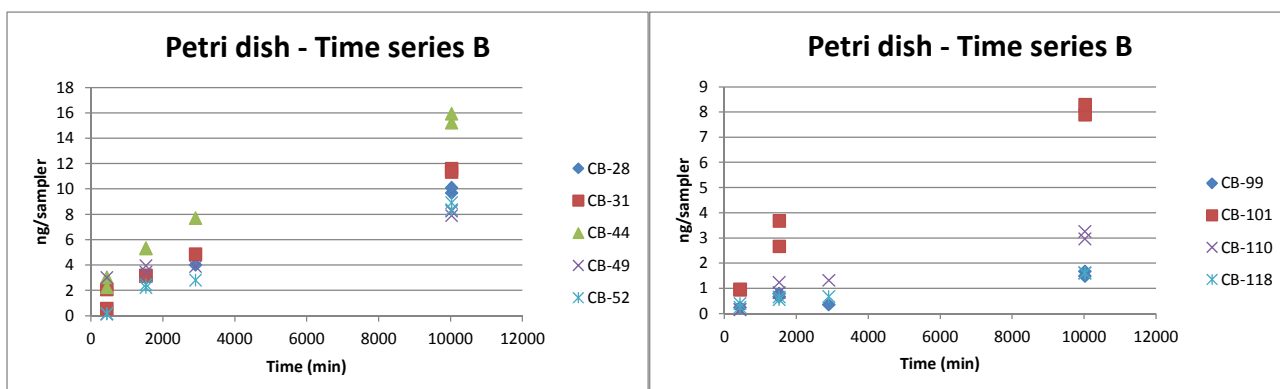 Petri dish - Time series B
18
16
14
12
10
8
6
4
2
0
ng/sampler
0 2000 4000 6000 8000 10000 12000
Time (min)
CB-28
CB-31
CB-44
CB-49
CB-52
Petri dish - Time series B
9
8
7
6
5
4
3
2
1
0
ng/sampler
0 2000 4000 6000 8000 10000 12000
Time (min)
CB-99
CB-101
CB-110
CB-118